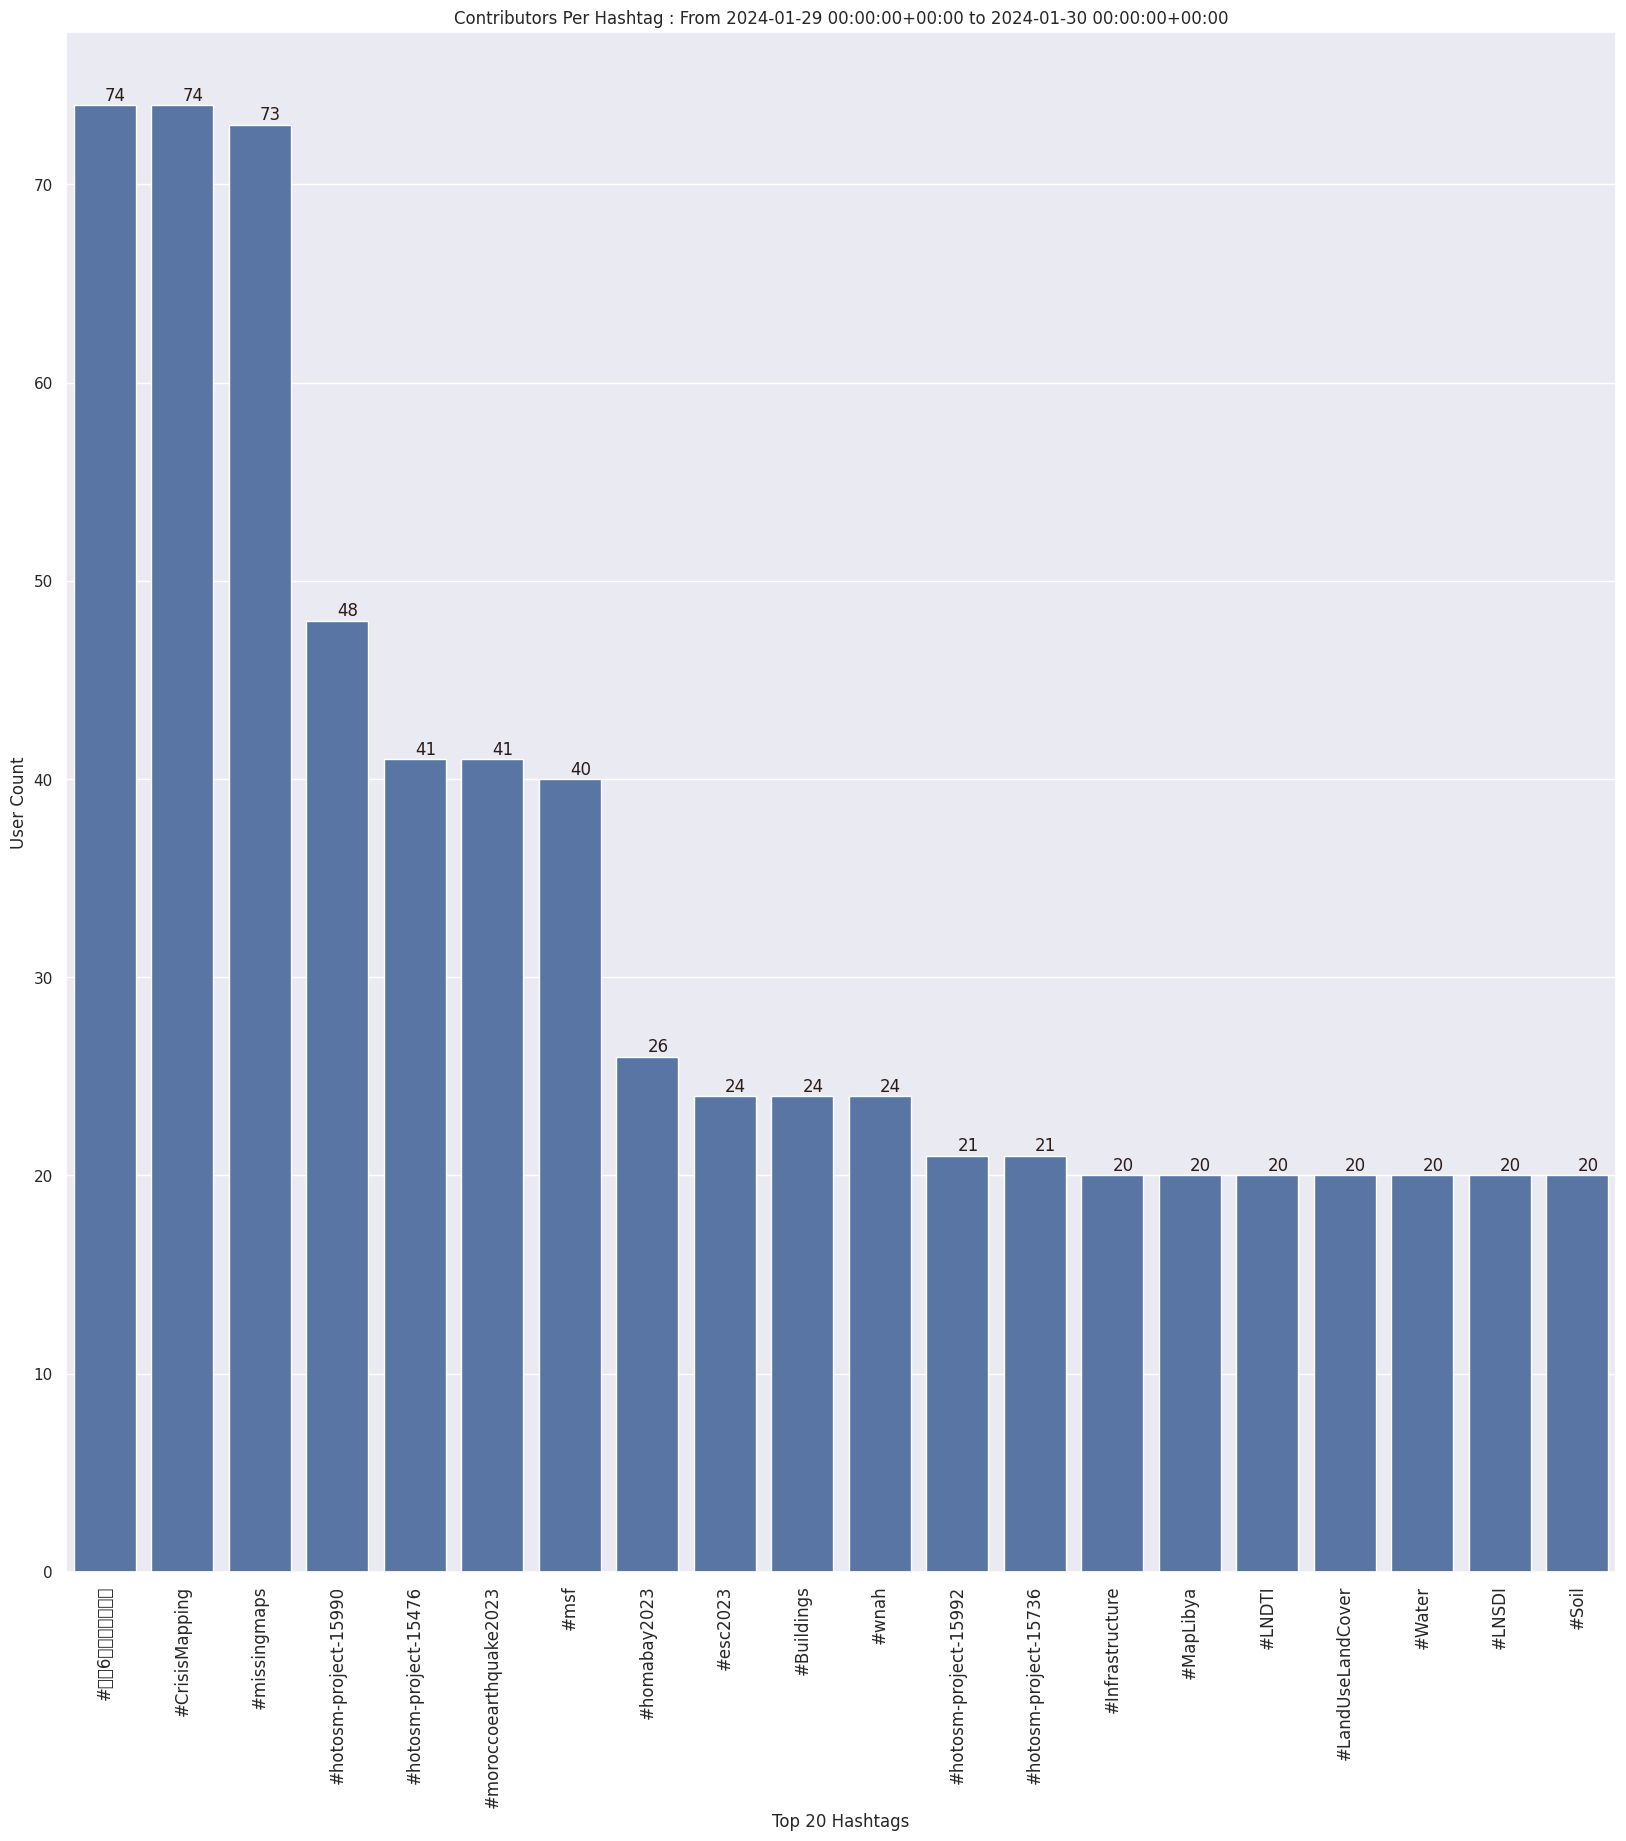 Contributors Per Hashtag : From 2024-01-29 00:00:00+00:00 to 2024-01-30 00:00:00+00:00
74
74
73
48
41
41
40
26
24
24
24
21
21
20
20
20
20
20
20
20
70
60
50
40
30
20
10
0
User Count
#CrisisMapping
#missingmaps
#hotosm-project-15990
#hotosm-project-15476
#moroccoearthquake2023
#msf
#homabay2023
#esc2023
#Buildings
#wnah
#hotosm-project-15992
#hotosm-project-15736
#Infrastructure
#MapLibya
#LNDTI
#LandUseLandCover
#Water
#LNSDI
#Soil
Top 20 Hashtags